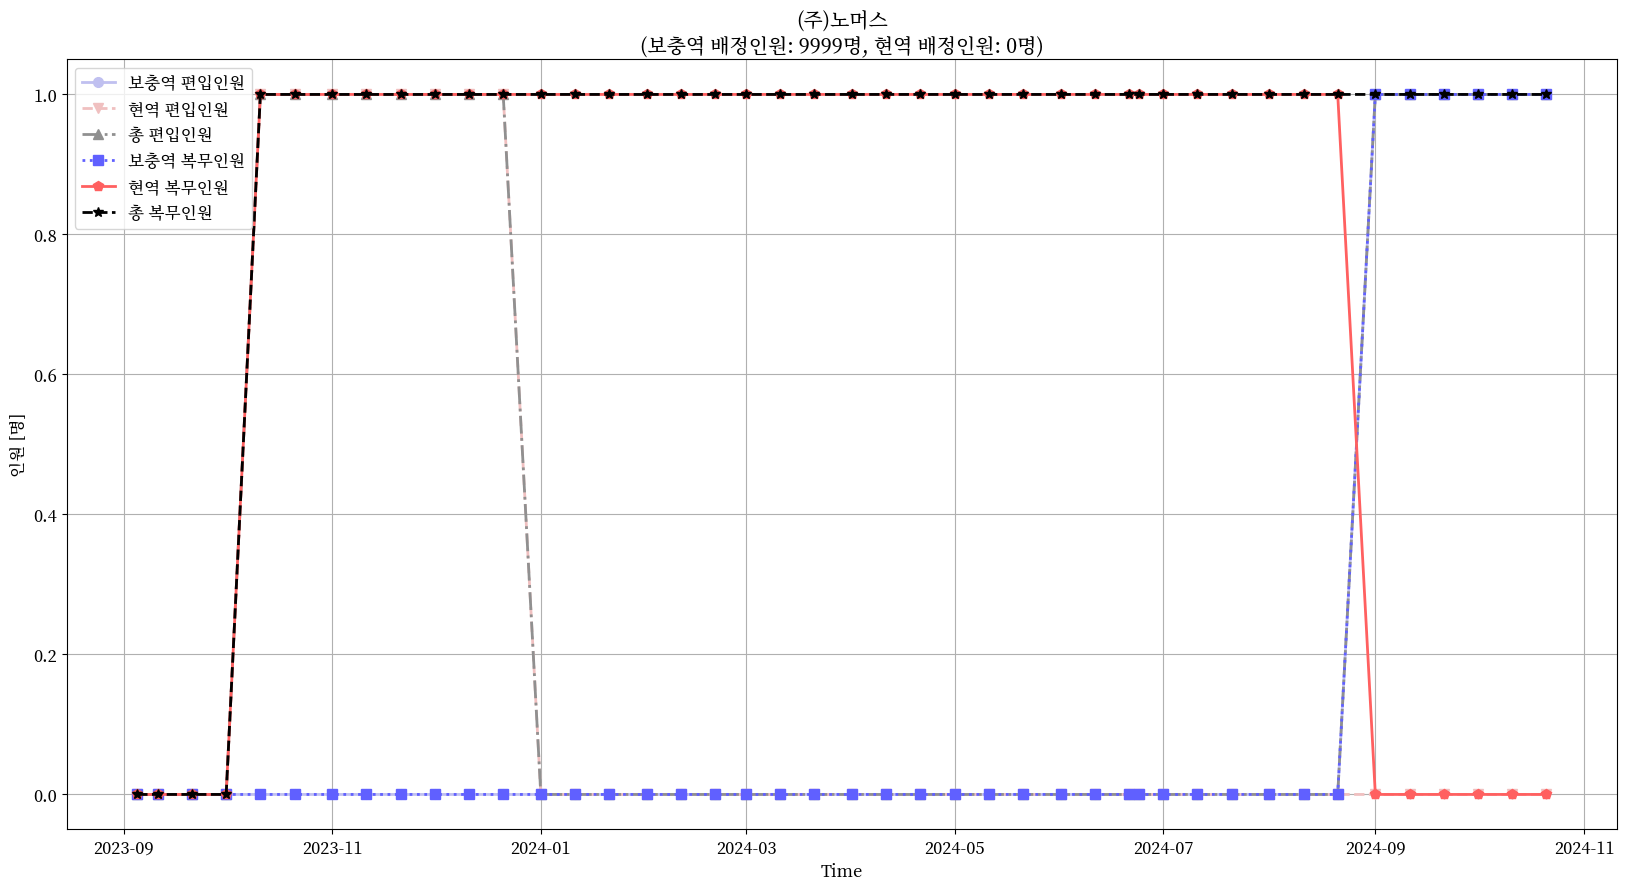 (주)노머스
(보충역 배정인원: 9999명, 현역 배정인원: 0명)
보충역 편입인원
현역 편입인원
총 편입인원
보충역 복무인원
현역 복무인원
총 복무인원
인원 [명]
1.0
0.8
0.6
0.4
0.2
0.0
2023-09
2023-11
2024-01
2024-03
2024-05
2024-07
2024-09
2024-11
Time